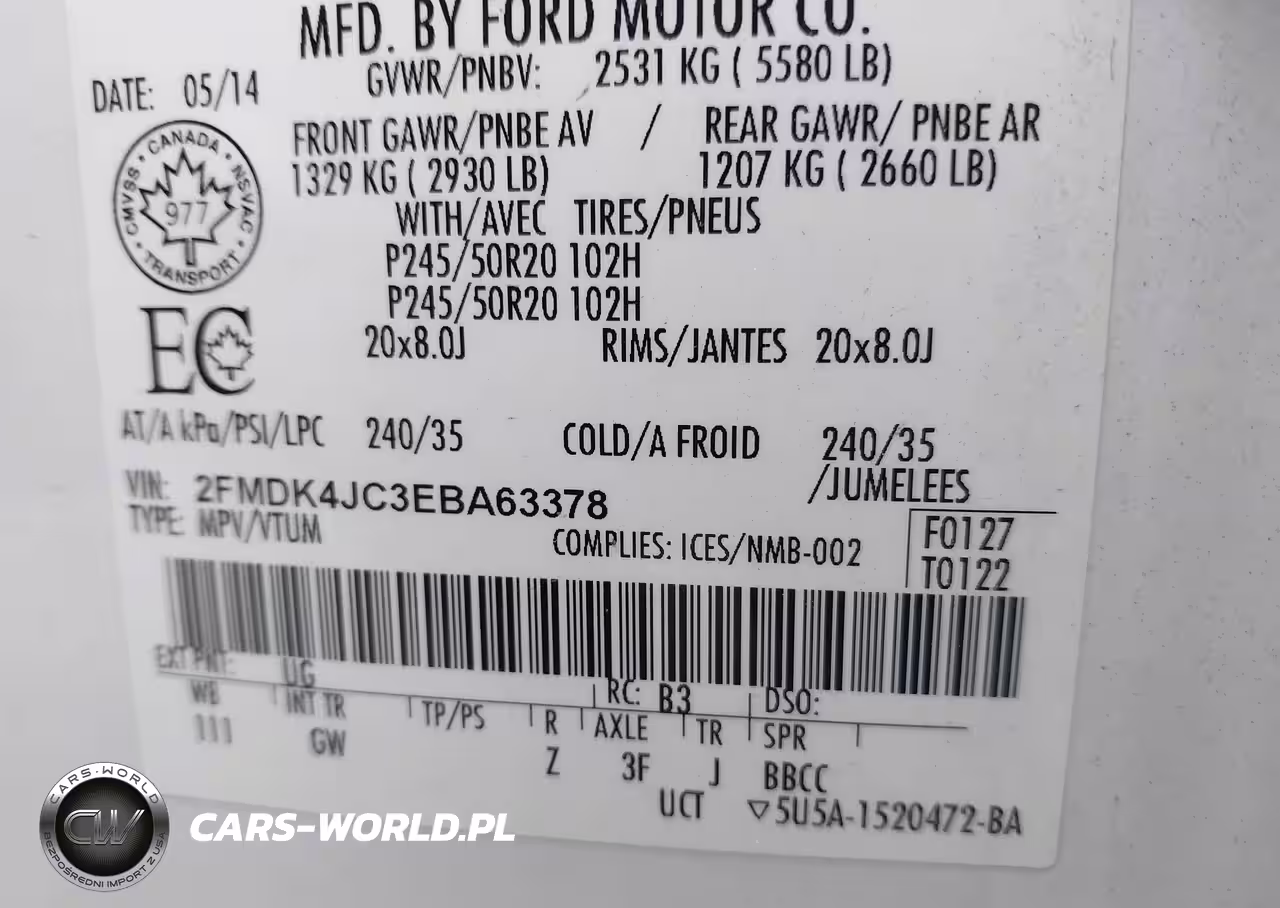 MFD. BY FORD MOTOR CO.
DATE: 05/14
GVWR/PNBV: 2531 KG ( 5580 LB)
FRONT GAWR/PNBE AV / REAR GAWR/ PNBE AR
1329 KG ( 2930 LB) 1207 KG ( 2660 LB)
WITH/AVEC TIRES/PNEUS
P245/50R20 102H
P245/50R20 102H
20x8.0J RIMS/JANTES 20x8.0J
CANADA
CMVSS • NSVAC
977
TRANSPORT
EC
AT/A kPa/PSI/LPC 240/35 COLD/A FROID 240/35
/JUMELEES
VIN: 2FMDK4JC3EBA63378
TYPE: MPV/VTUM
COMPLIES: ICES/NMB-002
F0127
T0122
EXT PNT: UG RC: B3 DSO:
WB INT TR TP/PS R AXLE TR SPR
GW Z 3F J BBCC
UCT ▽5U5A-1520472-BA
CARS-WORLD
CW
BEZPOŚREDNI IMPORT Z USA
CARS-WORLD.PL